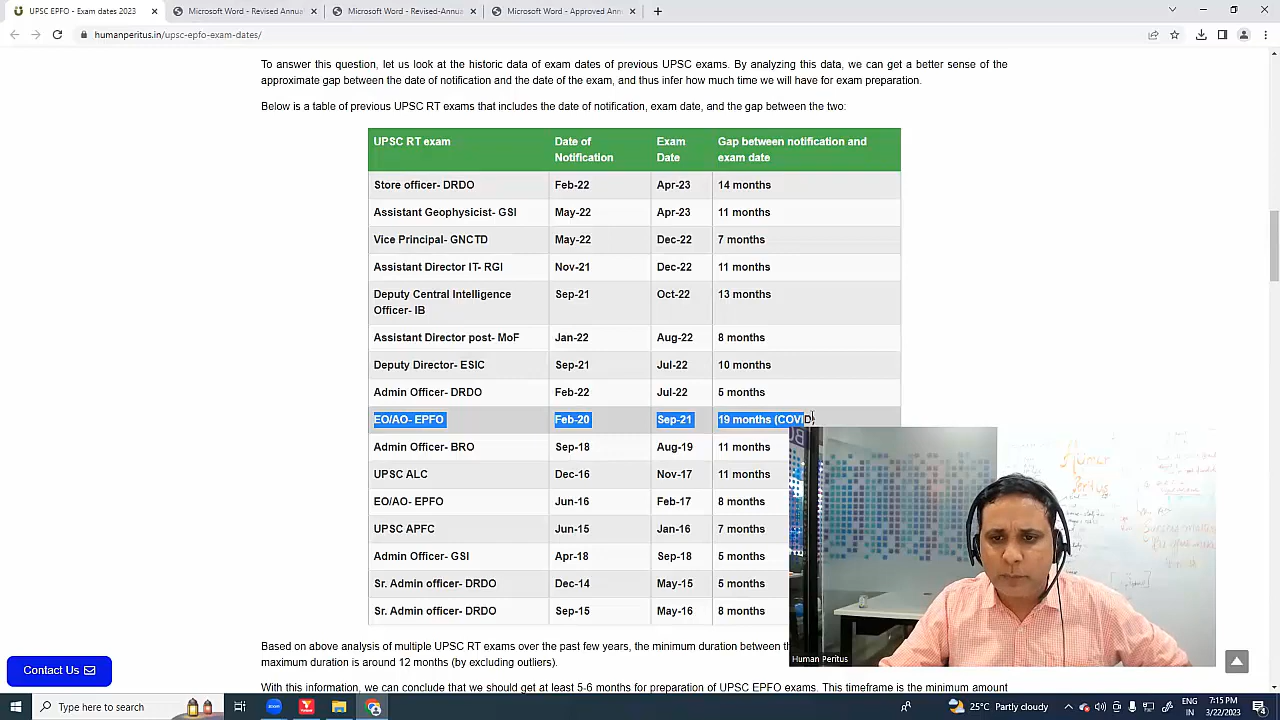 UPSC EPFO - Exam dates 2023
Microsoft Word - Revised Annual
Microsoft Word - Revised-Annua
Microsoft Word - Approved Ann
humanperitus.in/upsc-epfo-exam-dates/
To answer this question, let us look at the historic data of exam dates of previous UPSC exams. By analyzing this data, we can get a better sense of the
approximate gap between the date of notification and the date of the exam, and thus infer how much time we will have for exam preparation.
Below is a table of previous UPSC RT exams that includes the date of notification, exam date, and the gap between the two:
UPSC RT exam Date of Notification Exam Date Gap between notification and exam date
Store officer- DRDO Feb-22 Apr-23 14 months
Assistant Geophysicist- GSI May-22 Apr-23 11 months
Vice Principal- GNCTD May-22 Dec-22 7 months
Assistant Director IT- RGI Nov-21 Dec-22 11 months
Deputy Central Intelligence Officer- IB Sep-21 Oct-22 13 months
Assistant Director post- MoF Jan-22 Aug-22 8 months
Deputy Director- ESIC Sep-21 Jul-22 10 months
Admin Officer- DRDO Feb-22 Jul-22 5 months
EO/AO- EPFO Feb-20 Sep-21 19 months (COVID)
Admin Officer- BRO Sep-18 Aug-19 11 months
UPSC ALC Dec-16 Nov-17 11 months
EO/AO- EPFO Jun-16 Feb-17 8 months
UPSC APFC Jun-15 Jan-16 7 months
Admin Officer- GSI Apr-18 Sep-18 5 months
Sr. Admin officer- DRDO Dec-14 May-15 5 months
Sr. Admin officer- DRDO Sep-15 May-16 8 months
Human Peritus
Based on above analysis of multiple UPSC RT exams over the past few years, the minimum duration between th
maximum duration is around 12 months (by excluding outliers).
Human Peritus
Contact Us
With this information, we can conclude that we should get at least 5-6 months for preparation of UPSC EPFO exams. This timeframe is the minimum amount
Type here to search
25°C Partly cloudy
ENG
IN
7:15 PM
3/22/2023